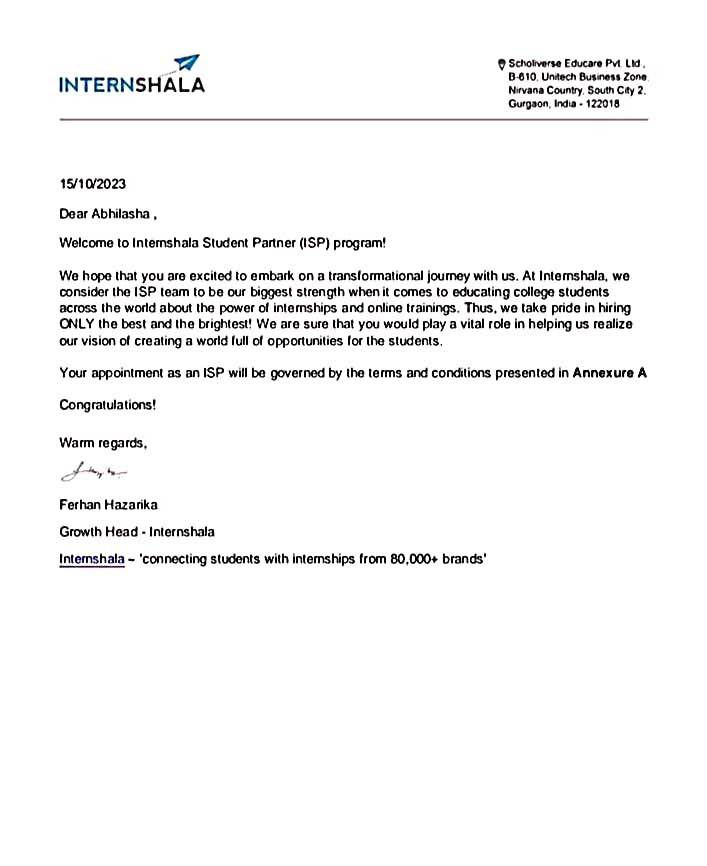 INTERNSHALA
Scholiverse Educare Pvt. Ltd.,
B-610, Unitech Business Zone,
Nirvana Country, South City 2,
Gurgaon, India - 122018
15/10/2023
Dear Abhilasha ,
Welcome to Internshala Student Partner (ISP) program!
We hope that you are excited to embark on a transformational journey with us. At Internshala, we
consider the ISP team to be our biggest strength when it comes to educating college students
across the world about the power of internships and online trainings. Thus, we take pride in hiring
ONLY the best and the brightest! We are sure that you would play a vital role in helping us realize
our vision of creating a world full of opportunities for the students.
Your appointment as an ISP will be governed by the terms and conditions presented in Annexure A
Congratulations!
Warm regards,
Ferhan Hazarika
Growth Head - Internshala
Internshala – 'connecting students with internships from 80,000+ brands'